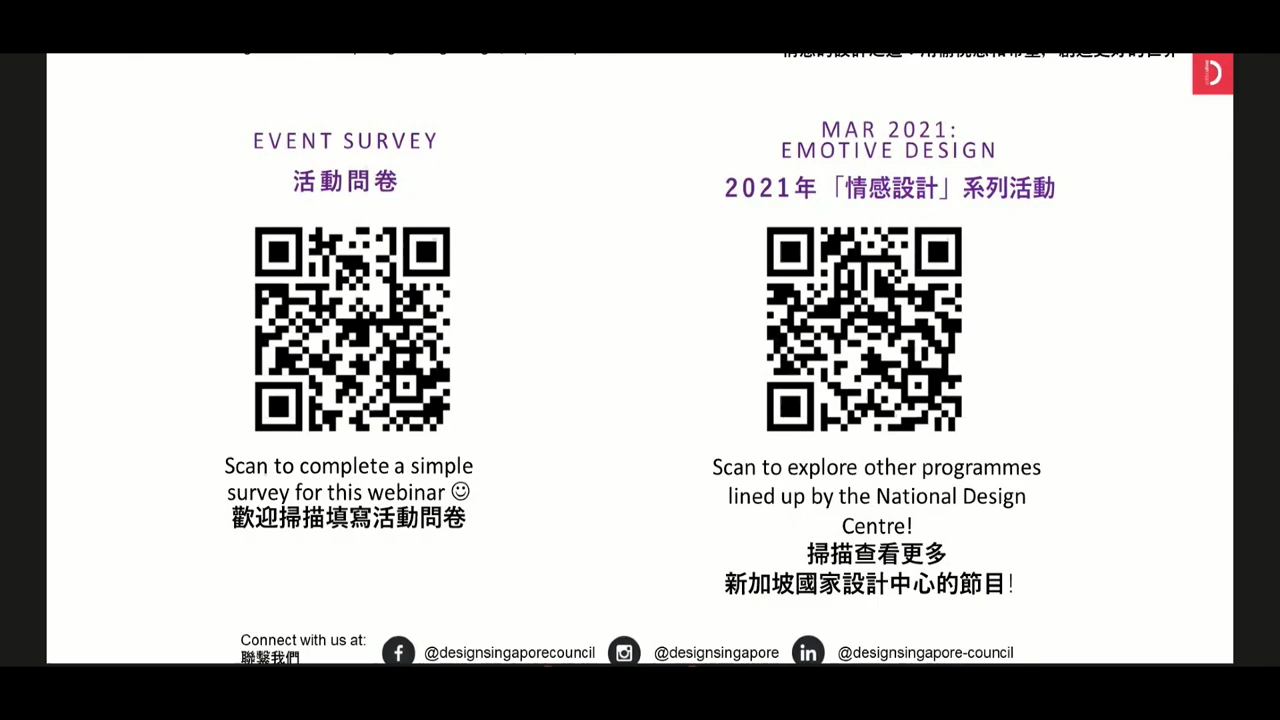 EVENT SURVEY
活動問卷
Scan to complete a simple
survey for this webinar ☺
歡迎掃描填寫活動問卷
MAR 2021:
EMOTIVE DESIGN
2021年「情感設計」系列活動
Scan to explore other programmes
lined up by the National Design
Centre!
掃描查看更多
新加坡國家設計中心的節目!
Connect with us at:
聯繫我們
@designsingaporecouncil
@designsingapore
@designsingapore-council